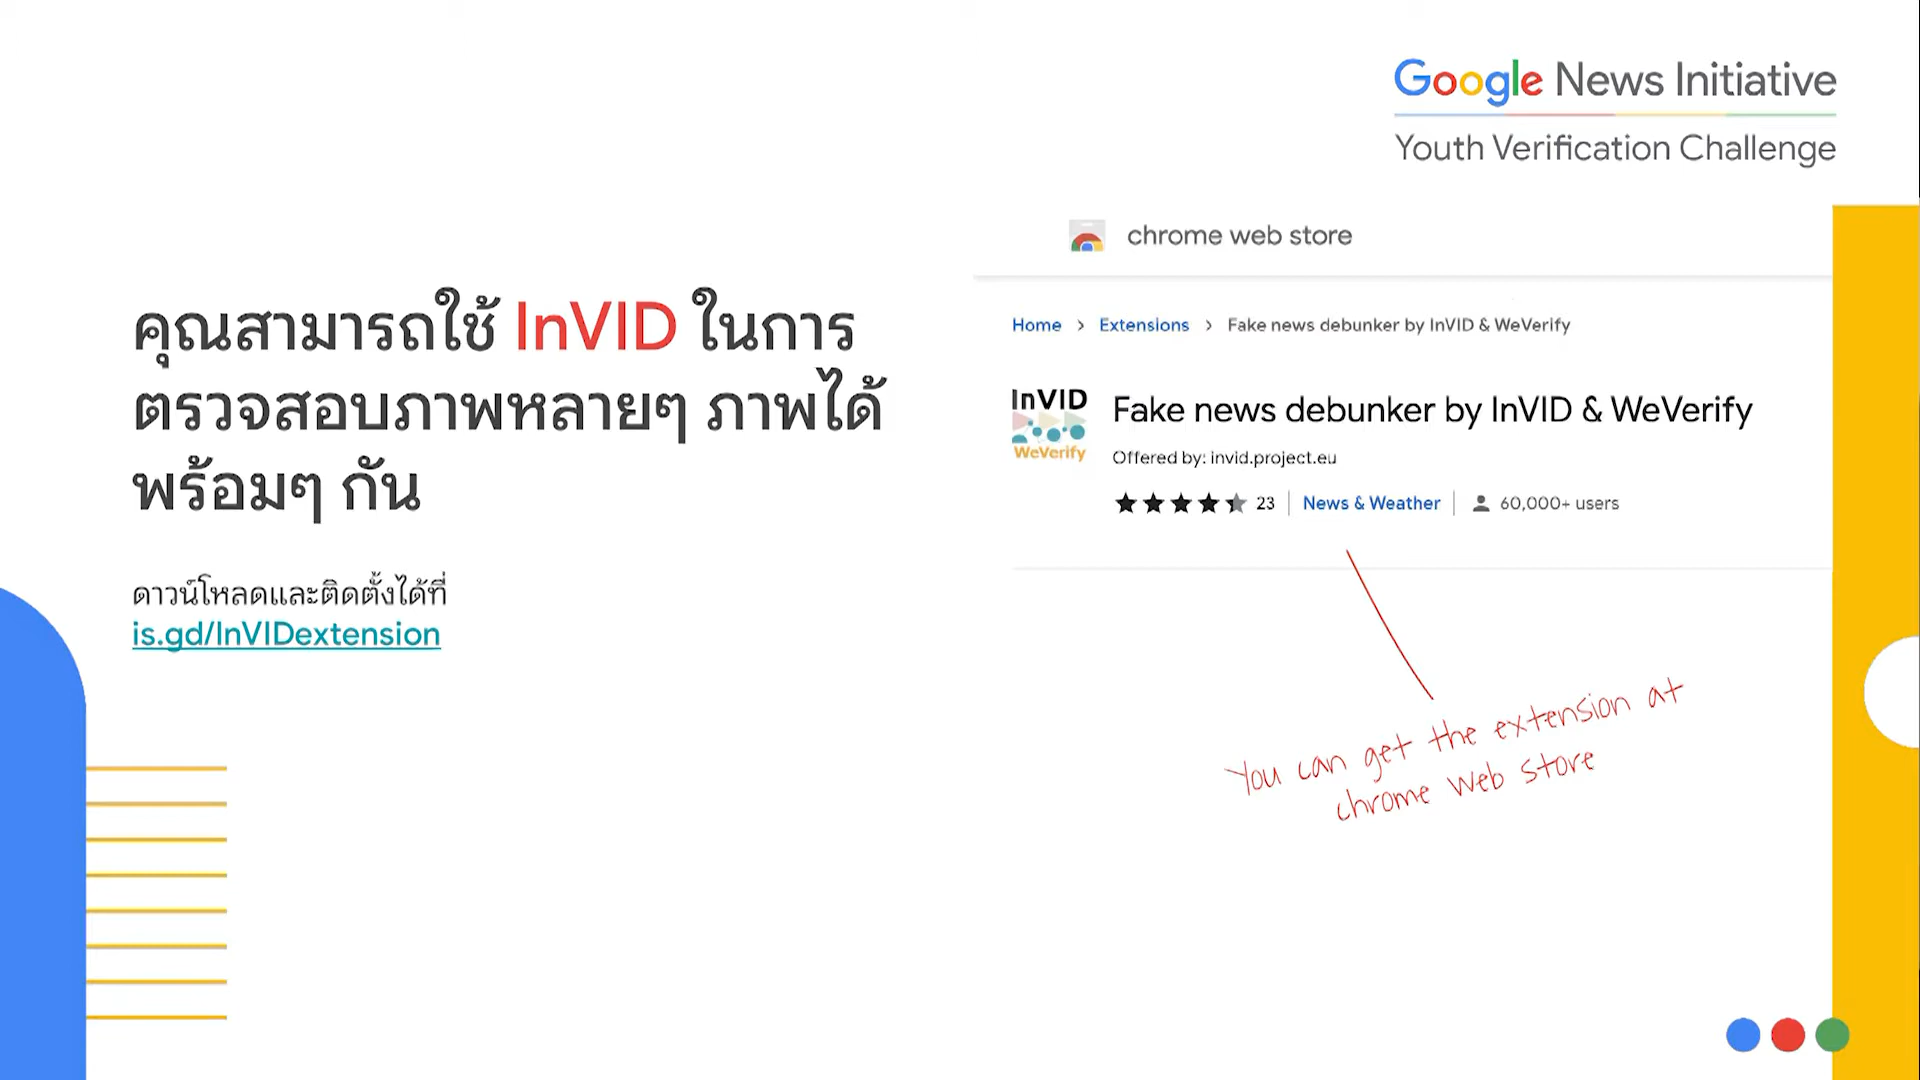 Google News Initiative
Youth Verification Challenge
คุณสามารถใช้ InVID ในการ
ตรวจสอบภาพหลายๆ ภาพได้
พร้อมๆ กัน
ดาวน์โหลดและติดตั้งได้ที่
is.gd/InVIDextension
chrome web store
Home > Extensions > Fake news debunker by InVID & WeVerify
InVID
WeVerify
Fake news debunker by InVID & WeVerify
Offered by: invid.project.eu
23 | News & Weather | 60,000+ users
You can get the extension at
chrome web store